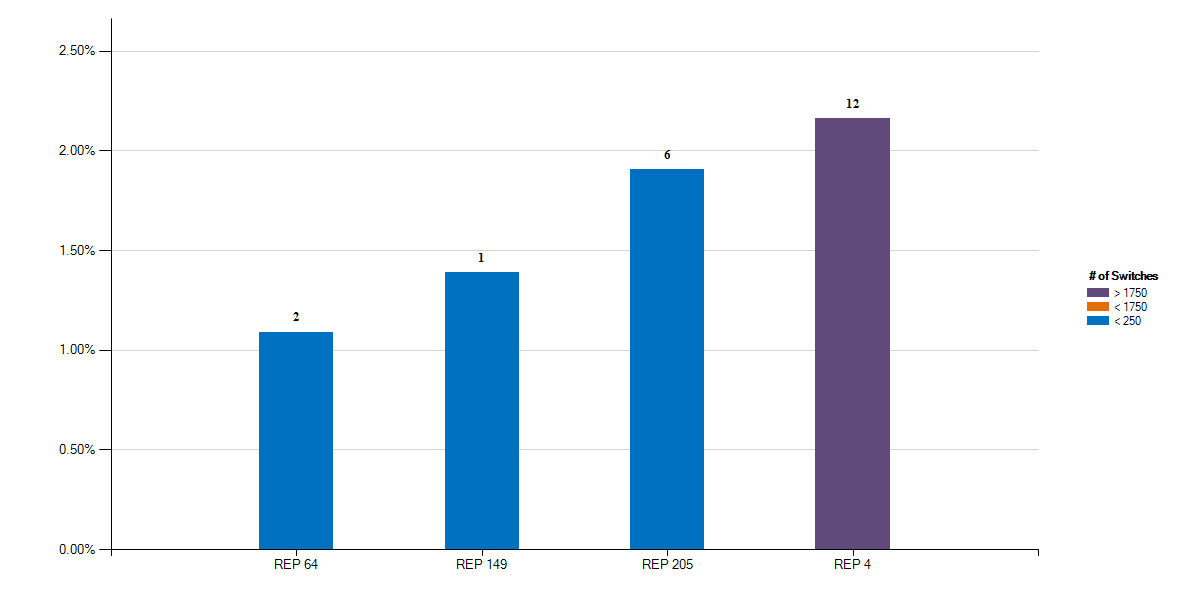 2.50%
2.00%
1.50%
1.00%
0.50%
0.00%
2
1
6
12
REP 64
REP 149
REP 205
REP 4
# of Switches
> 1750
< 1750
< 250